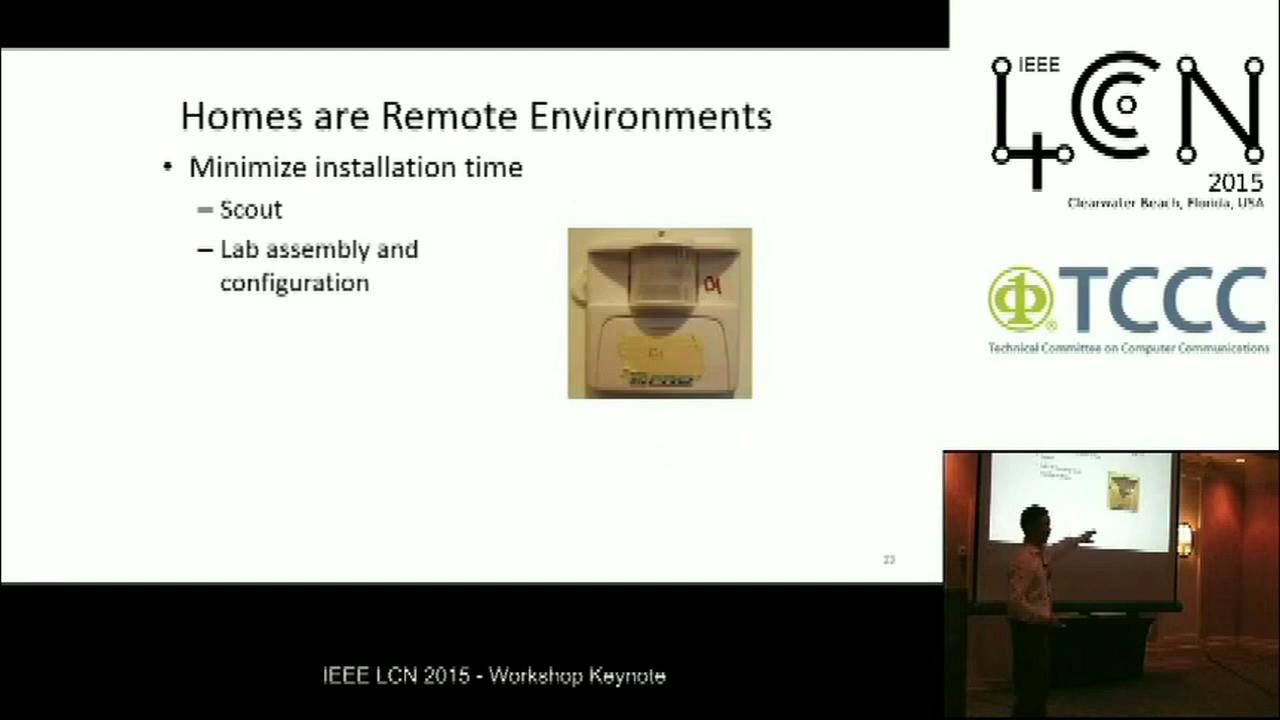 Homes are Remote Environments
• Minimize installation time
– Scout
– Lab assembly and
configuration
01
22
IEEE
LCN
2015
Clearwater Beach, Florida, USA
TCCC
®
Technical Committee on Computer Communications
IEEE LCN 2015 - Workshop Keynote